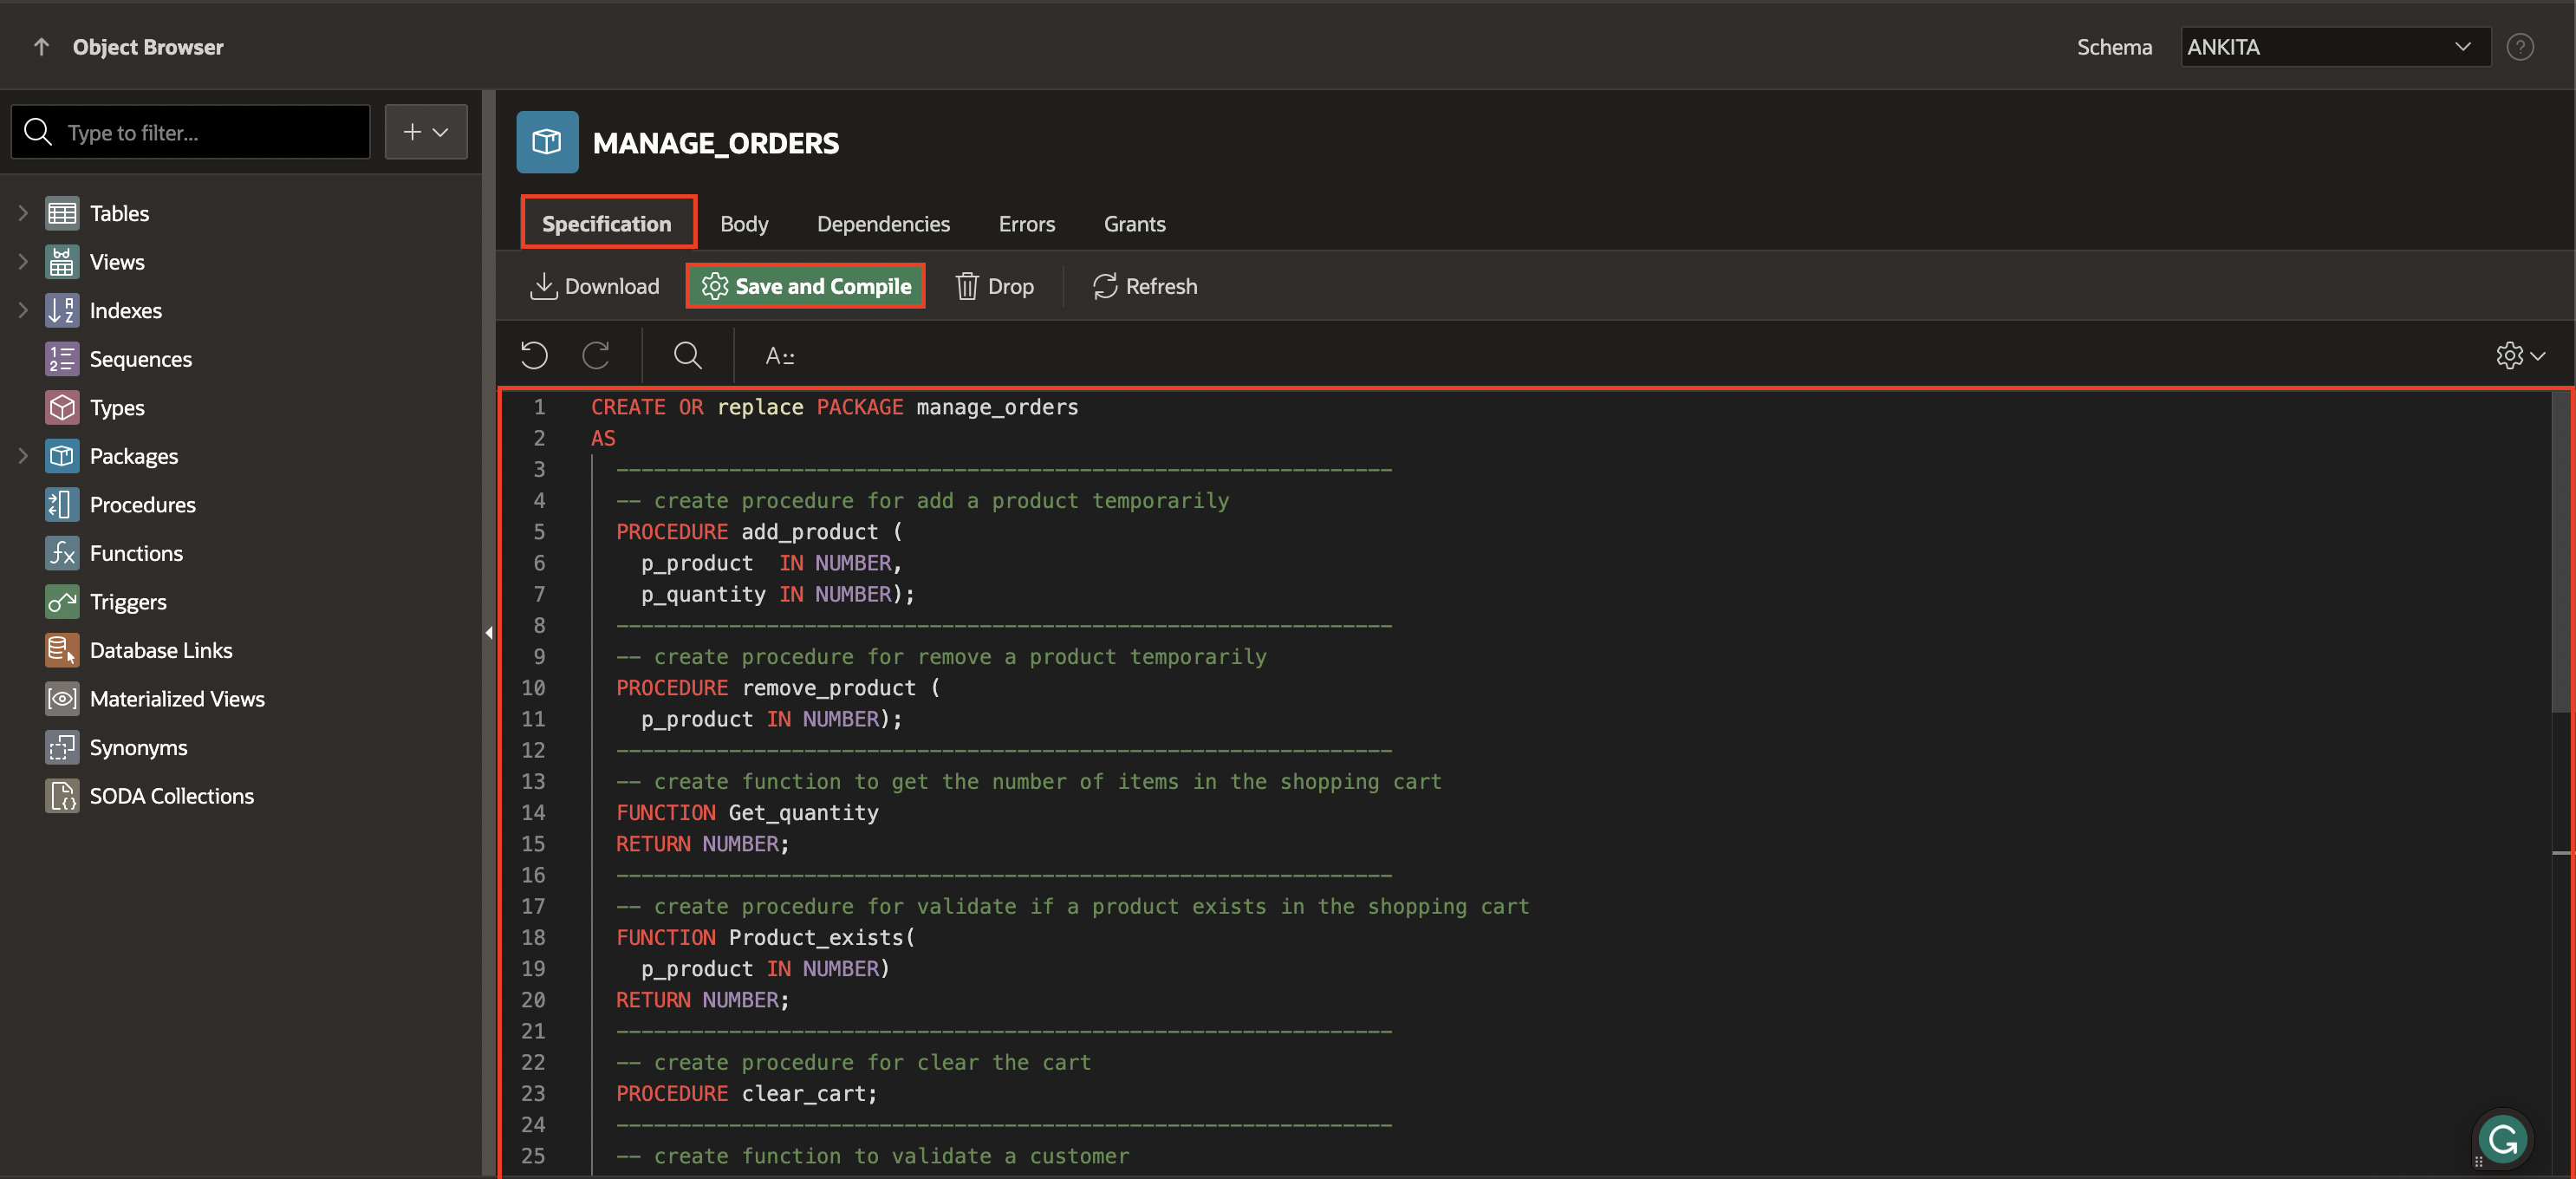 Object Browser
Schema ANKITA
Type to filter...
Tables
Views
Indexes
Sequences
Types
Packages
Procedures
Functions
Triggers
Database Links
Materialized Views
Synonyms
SODA Collections
MANAGE_ORDERS
Specification Body Dependencies Errors Grants
Download Save and Compile Drop Refresh
1 CREATE OR replace PACKAGE manage_orders
2 AS
3 --------------------------------------------------------------
4 -- create procedure for add a product temporarily
5 PROCEDURE add_product (
6 p_product  IN NUMBER,
7 p_quantity IN NUMBER);
8 --------------------------------------------------------------
9 -- create procedure for remove a product temporarily
10 PROCEDURE remove_product (
11 p_product IN NUMBER);
12 --------------------------------------------------------------
13 -- create function to get the number of items in the shopping cart
14 FUNCTION Get_quantity
15 RETURN NUMBER;
16 --------------------------------------------------------------
17 -- create procedure for validate if a product exists in the shopping cart
18 FUNCTION Product_exists(
19 p_product IN NUMBER)
20 RETURN NUMBER;
21 --------------------------------------------------------------
22 -- create procedure for clear the cart
23 PROCEDURE clear_cart;
24 --------------------------------------------------------------
25 -- create function to validate a customer